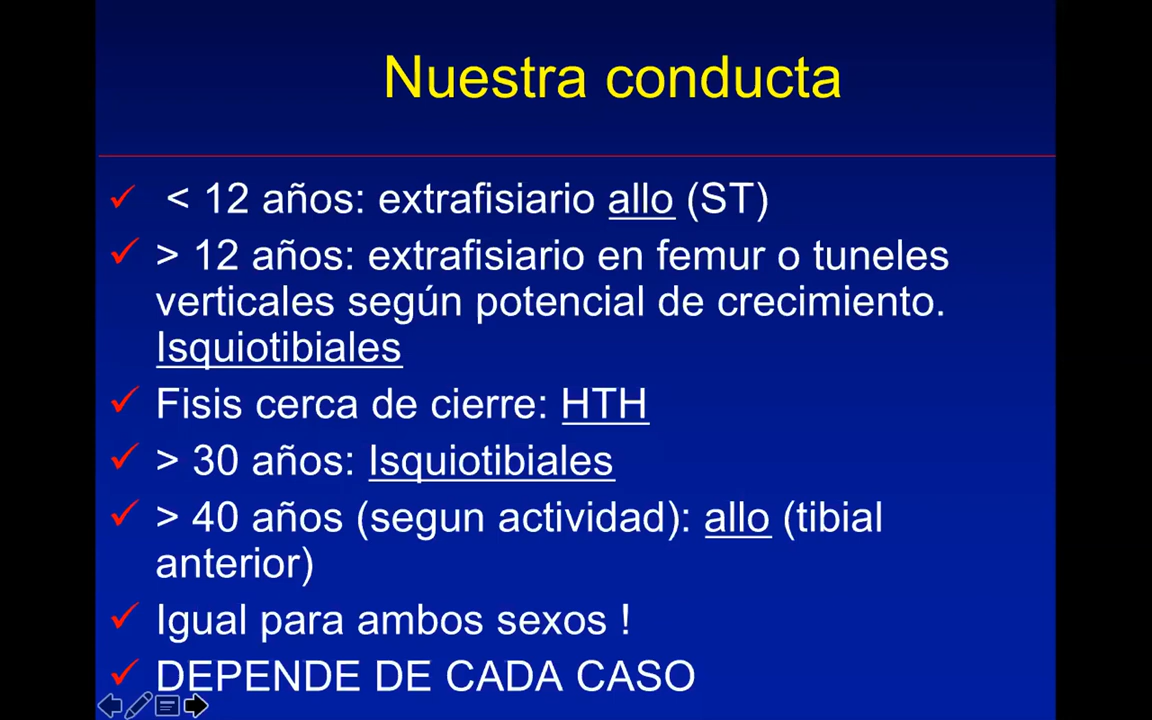 Nuestra conducta
< 12 años: extrafisiario allo (ST)
> 12 años: extrafisiario en femur o tuneles
verticales según potencial de crecimiento.
Isquiotibiales
Fisis cerca de cierre: HTH
> 30 años: Isquiotibiales
> 40 años (segun actividad): allo (tibial
anterior)
Igual para ambos sexos !
DEPENDE DE CADA CASO